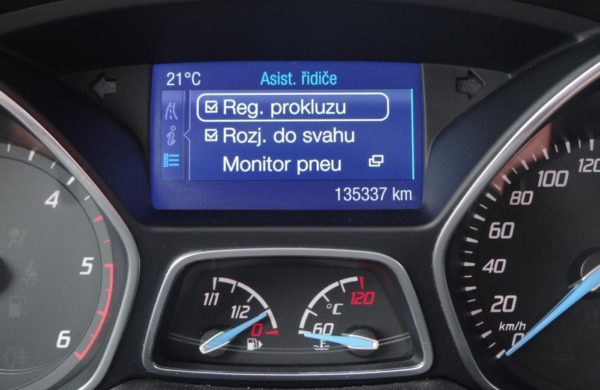 21°C Asist. řidiče
Reg. prokluzu
Rozj. do svahu
Monitor pneu
135337 km
4
5
6
1/1
1/2
0
120
°C
60
120
100
80
60
40
20
km/h
0